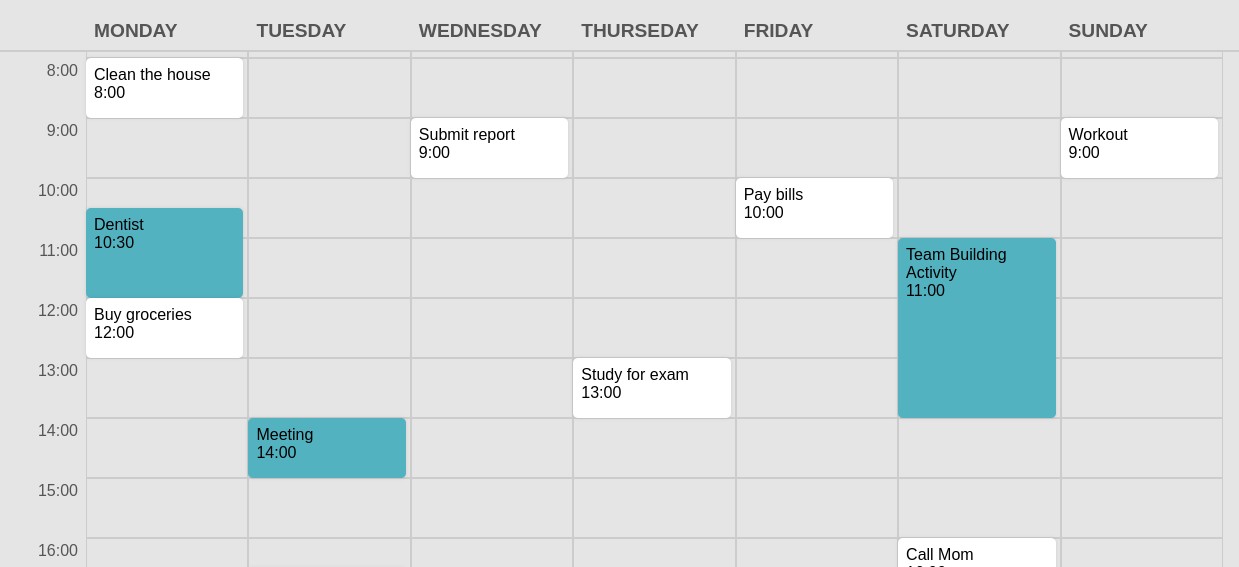 MONDAY TUESDAY WEDNESDAY THURSEDAY FRIDAY SATURDAY SUNDAY
8:00
Clean the house
8:00
9:00
Submit report
9:00
Workout
9:00
10:00
Pay bills
10:00
Dentist
10:30
11:00
Team Building
Activity
11:00
12:00
Buy groceries
12:00
13:00
Study for exam
13:00
14:00
Meeting
14:00
15:00
16:00
Call Mom